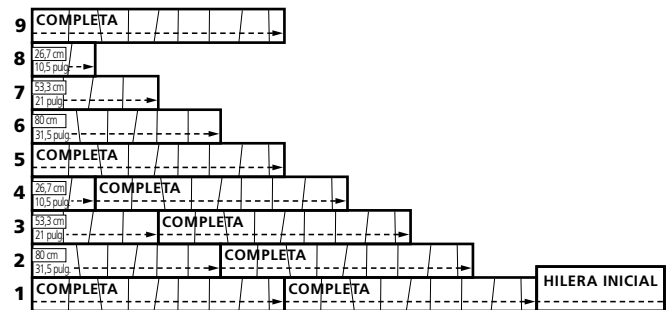 9 COMPLETA
8 26,7 cm
10,5 pulg.
7 53,3 cm
21 pulg.
6 80 cm
31,5 pulg.
5 COMPLETA
4 26,7 cm COMPLETA
10,5 pulg.
3 53,3 cm COMPLETA
21 pulg.
2 80 cm COMPLETA
31,5 pulg.
1 COMPLETA COMPLETA HILERA INICIAL